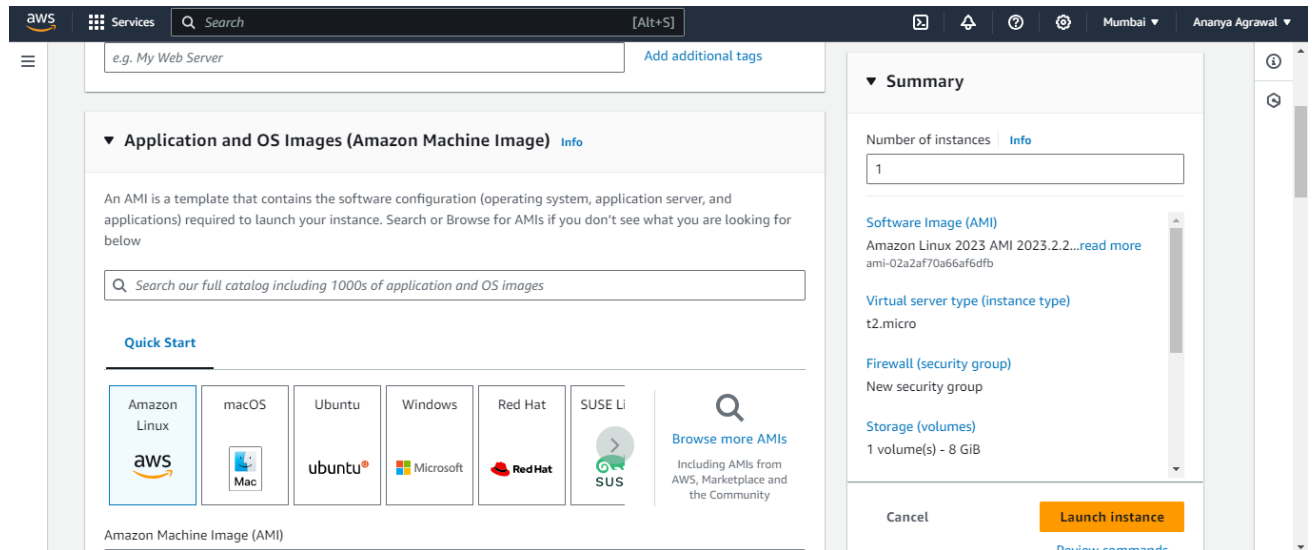 aws
Services
Search
[Alt+S]
Mumbai
Ananya Agrawal
e.g. My Web Server
Add additional tags
Application and OS Images (Amazon Machine Image) Info
An AMI is a template that contains the software configuration (operating system, application server, and
applications) required to launch your instance. Search or Browse for AMIs if you don't see what you are looking for
below
Search our full catalog including 1000s of application and OS images
Quick Start
Amazon
Linux
aws
macOS
Mac
Ubuntu
ubuntu
Windows
Microsoft
Red Hat
Red Hat
SUSE Li
SUS
Browse more AMIs
Including AMIs from
AWS, Marketplace and
the Community
Amazon Machine Image (AMI)
Summary
Number of instances Info
1
Software Image (AMI)
Amazon Linux 2023 AMI 2023.2.2...read more
ami-02a2af70a66af6dfb
Virtual server type (instance type)
t2.micro
Firewall (security group)
New security group
Storage (volumes)
1 volume(s) - 8 GiB
Cancel
Launch instance
Review commands